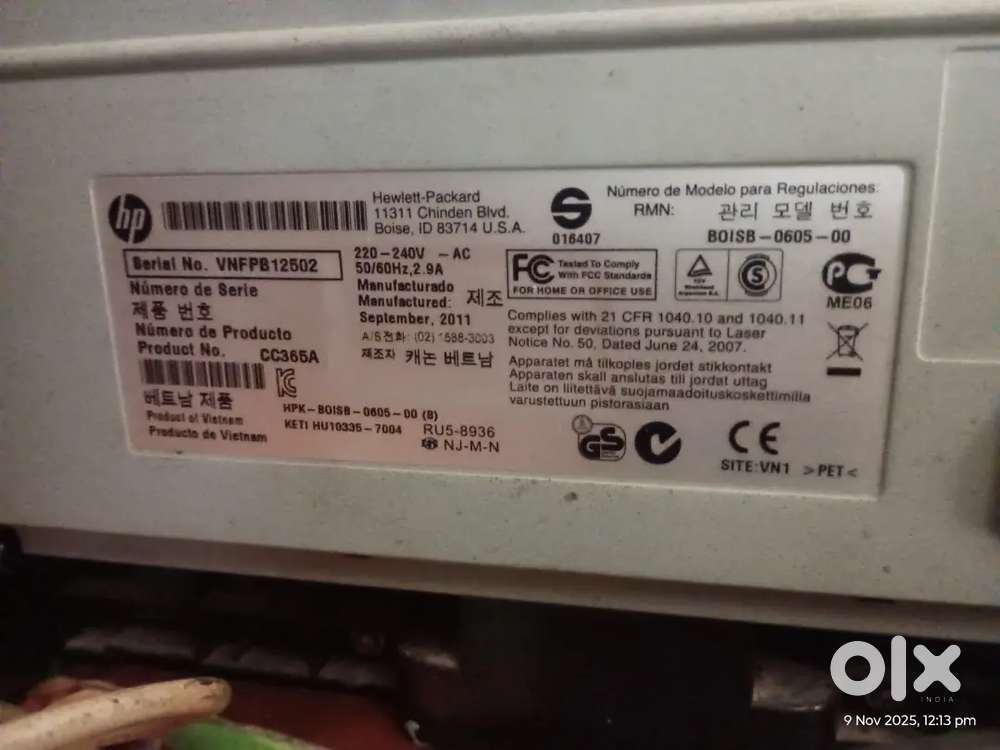 hp
Hewlett-Packard
11311 Chinden Blvd.
Boise, ID 83714 U.S.A.
S
016407
Número de Modelo para Regulaciones:
RMN: 관리 모델 번호
BOISB-0605-00
Serial No. VNFPB12502
Número de Serie
제품 번호
Número de Producto
Product No. CC365A
베트남 제품
Product of Vietnam
Producto de Vietnam
220-240V ~ AC
50/60Hz, 2.9A
Manufacturado
Manufactured: 제조
September, 2011
A/S 전화: (02) 1588-3003
제조자 캐논 베트남
HPK-BOISB-0605-00 (B)
KETI HU10335-7004
RU5-8936
NJ-M-N
FC Tested To Comply
With FCC Standards
FOR HOME OR OFFICE USE
TÜV
S
PG
ME06
Complies with 21 CFR 1040.10 and 1040.11
except for deviations pursuant to Laser
Notice No. 50, Dated June 24, 2007.
Apparatet må tilkoples jordet stikkontakt
Apparaten skall anslutas till jordat uttag
Laite on liitettävä suojamaadoituskoskettimilla
varustettuun pistorasiaan
GS
CE
SITE:VN1 >PET<
olx
INDIA
9 Nov 2025, 12:13 pm